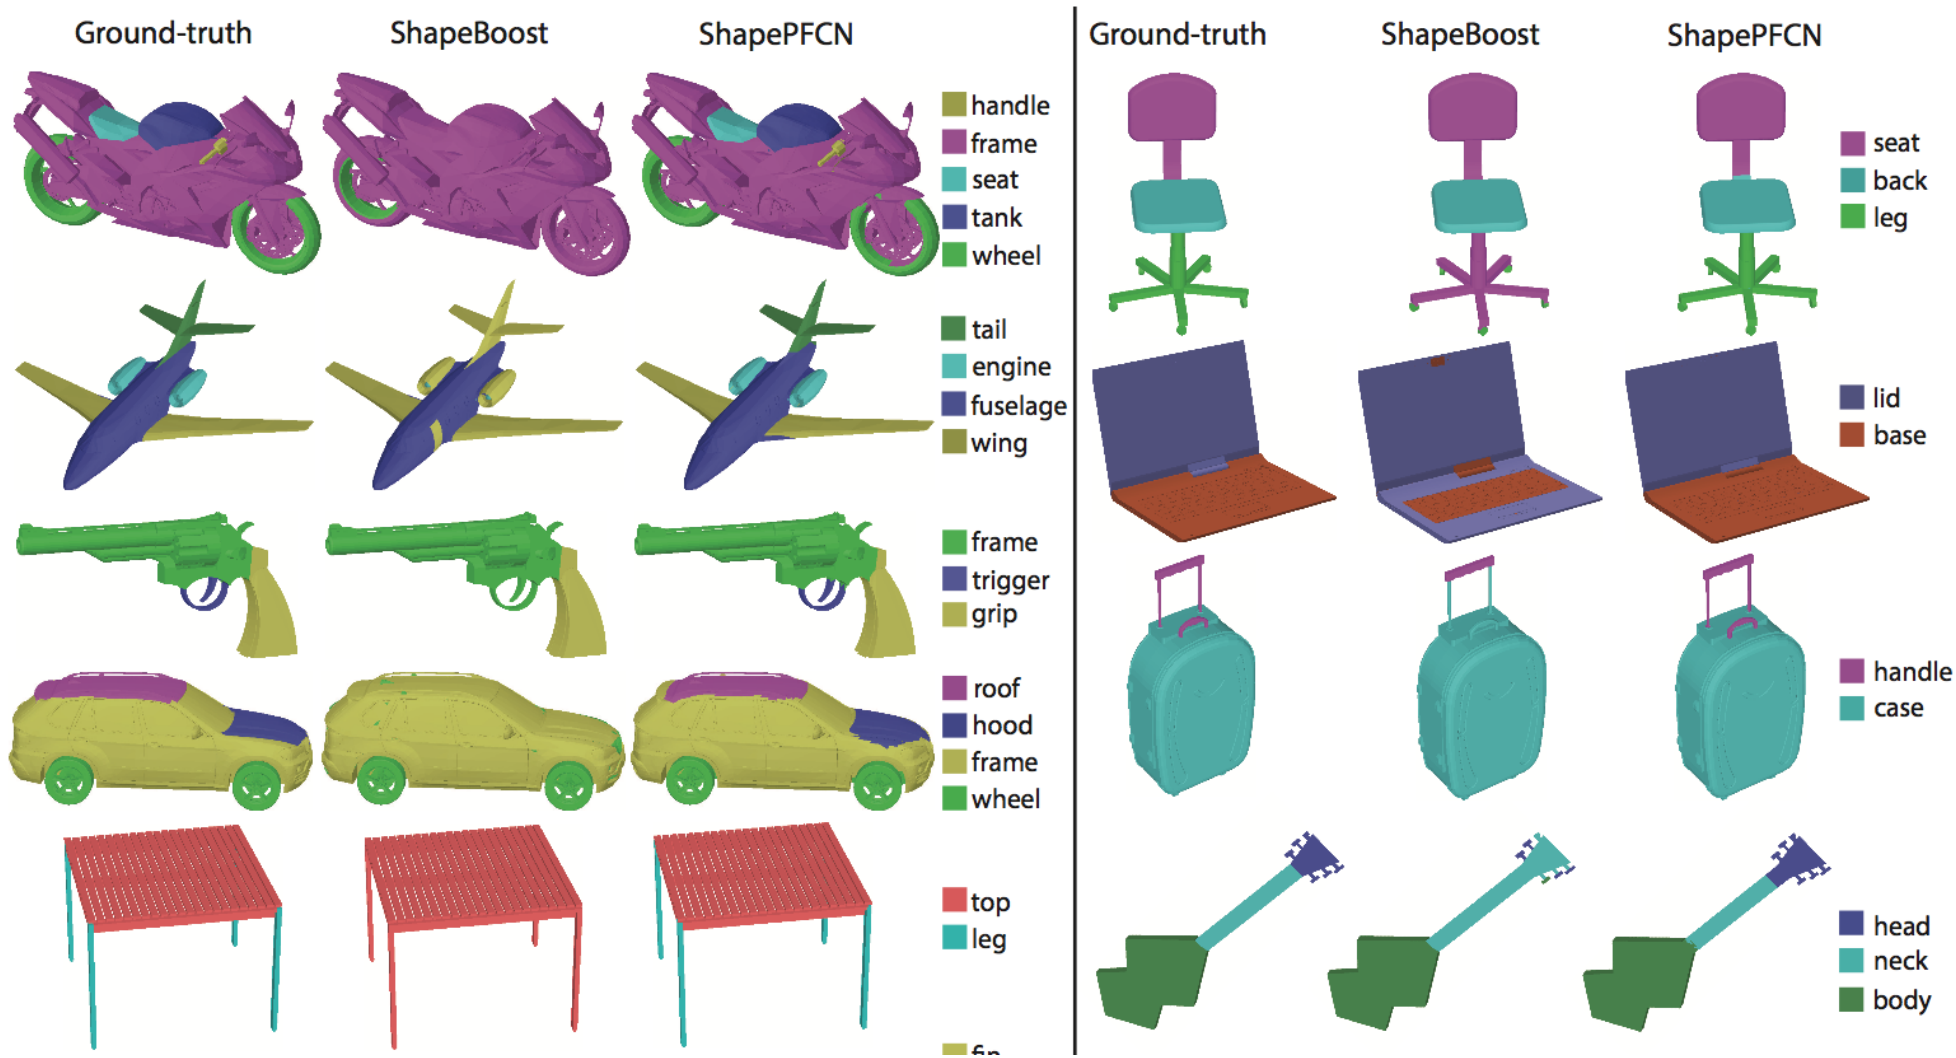 Ground-truth ShapeBoost ShapePFCN
handle
frame
seat
tank
wheel
tail
engine
fuselage
wing
frame
trigger
grip
roof
hood
frame
wheel
top
leg
fin
Ground-truth ShapeBoost ShapePFCN
seat
back
leg
lid
base
handle
case
head
neck
body